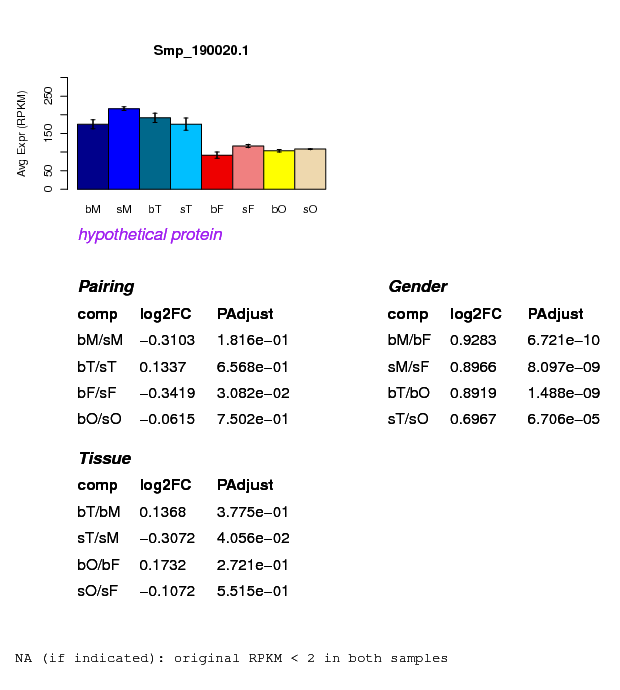 Smp_190020.1
Avg Expr (RPKM)
250
150
50
0
bM sM bT sT bF sF bO sO
hypothetical protein
Pairing
comp log2FC PAdjust
bM/sM −0.3103 1.816e−01
bT/sT 0.1337 6.568e−01
bF/sF −0.3419 3.082e−02
bO/sO −0.0615 7.502e−01
Gender
comp log2FC PAdjust
bM/bF 0.9283 6.721e−10
sM/sF 0.8966 8.097e−09
bT/bO 0.8919 1.488e−09
sT/sO 0.6967 6.706e−05
Tissue
comp log2FC PAdjust
bT/bM 0.1368 3.775e−01
sT/sM −0.3072 4.056e−02
bO/bF 0.1732 2.721e−01
sO/sF −0.1072 5.515e−01
NA (if indicated): original RPKM < 2 in both samples